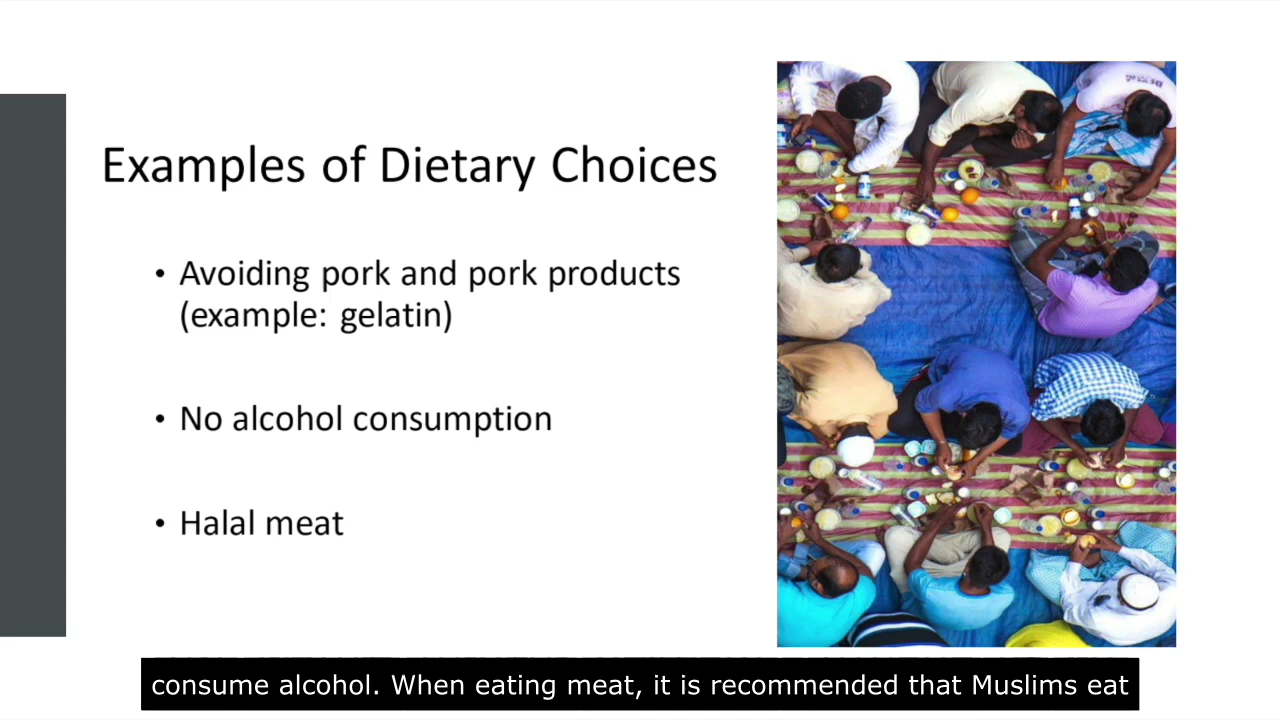 Examples of Dietary Choices
• Avoiding pork and pork products
(example: gelatin)
• No alcohol consumption
• Halal meat
consume alcohol. When eating meat, it is recommended that Muslims eat